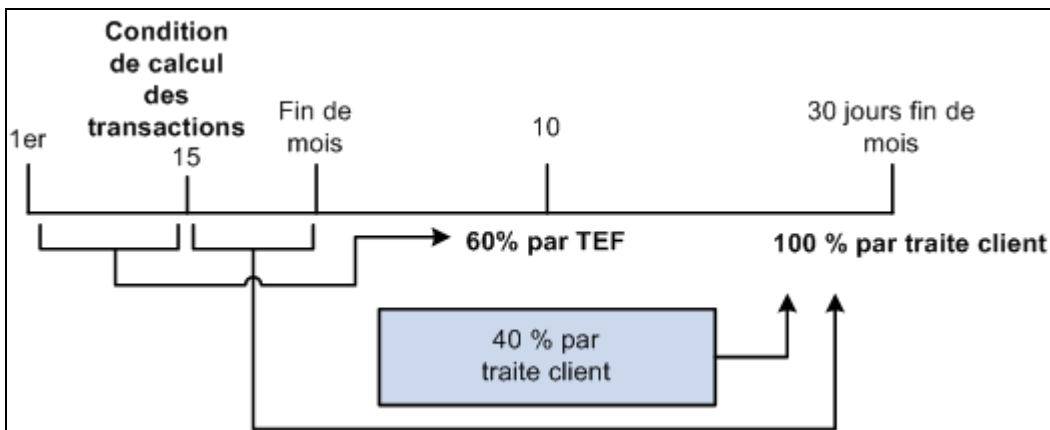 Condition
de calcul
des
transactions
1er
15
Fin de
mois
10
30 jours fin de
mois
60% par TEF
100 % par traite client
40 % par
traite client